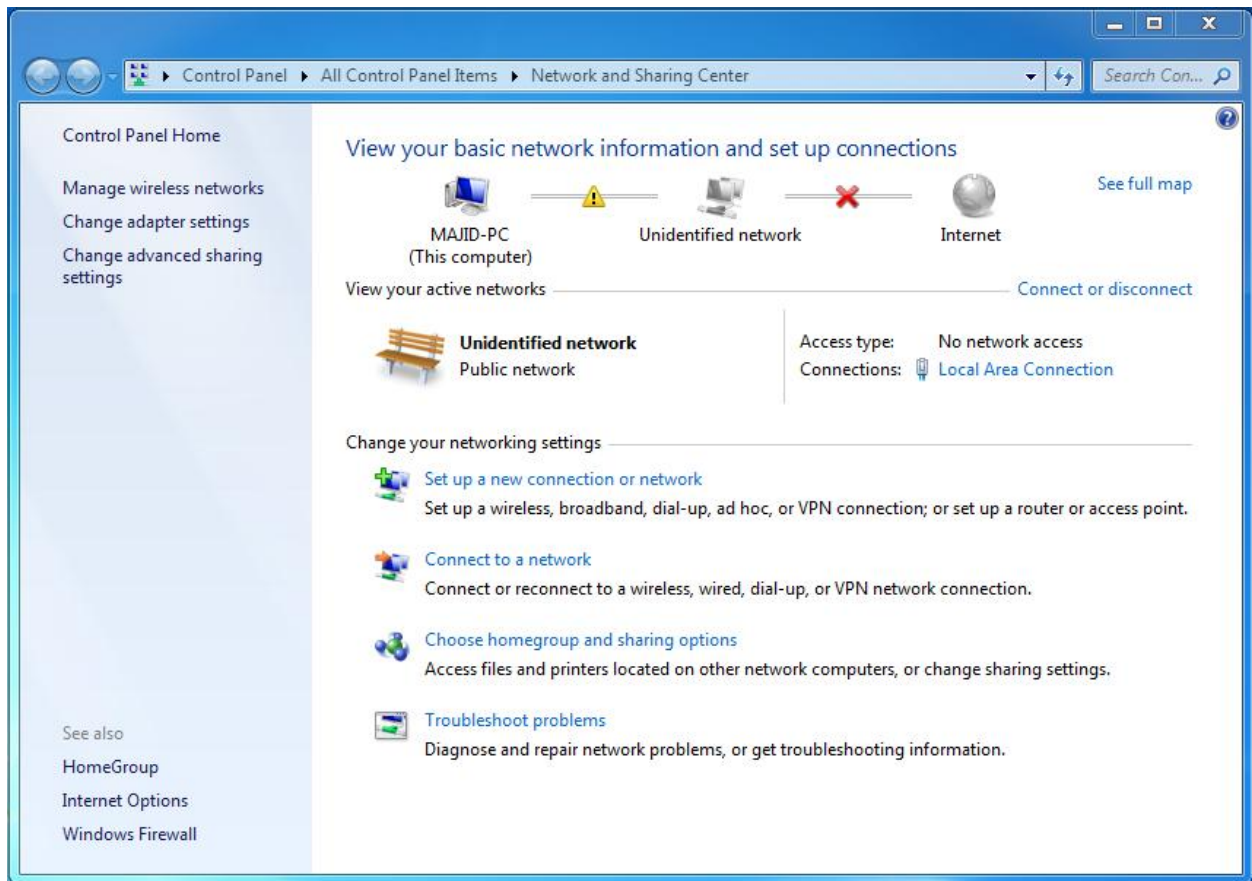 Control Panel ▸ All Control Panel Items ▸ Network and Sharing Center
Search Con...
Control Panel Home
Manage wireless networks
Change adapter settings
Change advanced sharing
settings
See also
HomeGroup
Internet Options
Windows Firewall
View your basic network information and set up connections
See full map
MAJID-PC
(This computer)
Unidentified network
Internet
View your active networks
Connect or disconnect
Unidentified network
Public network
Access type: No network access
Connections: Local Area Connection
Change your networking settings
Set up a new connection or network
Set up a wireless, broadband, dial-up, ad hoc, or VPN connection; or set up a router or access point.
Connect to a network
Connect or reconnect to a wireless, wired, dial-up, or VPN network connection.
Choose homegroup and sharing options
Access files and printers located on other network computers, or change sharing settings.
Troubleshoot problems
Diagnose and repair network problems, or get troubleshooting information.